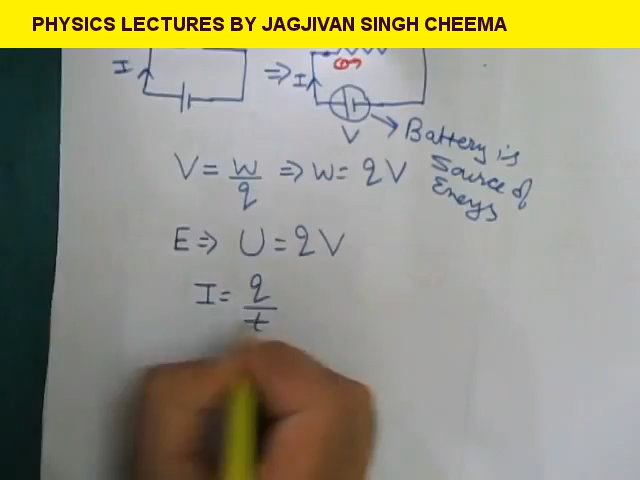 PHYSICS LECTURES BY JAGJIVAN SINGH CHEEMA
I
⇒ I
V
Battery is
Source of
Energy
V = W/q ⇒ W = qV
E ⇒ U = qV
I = q/t